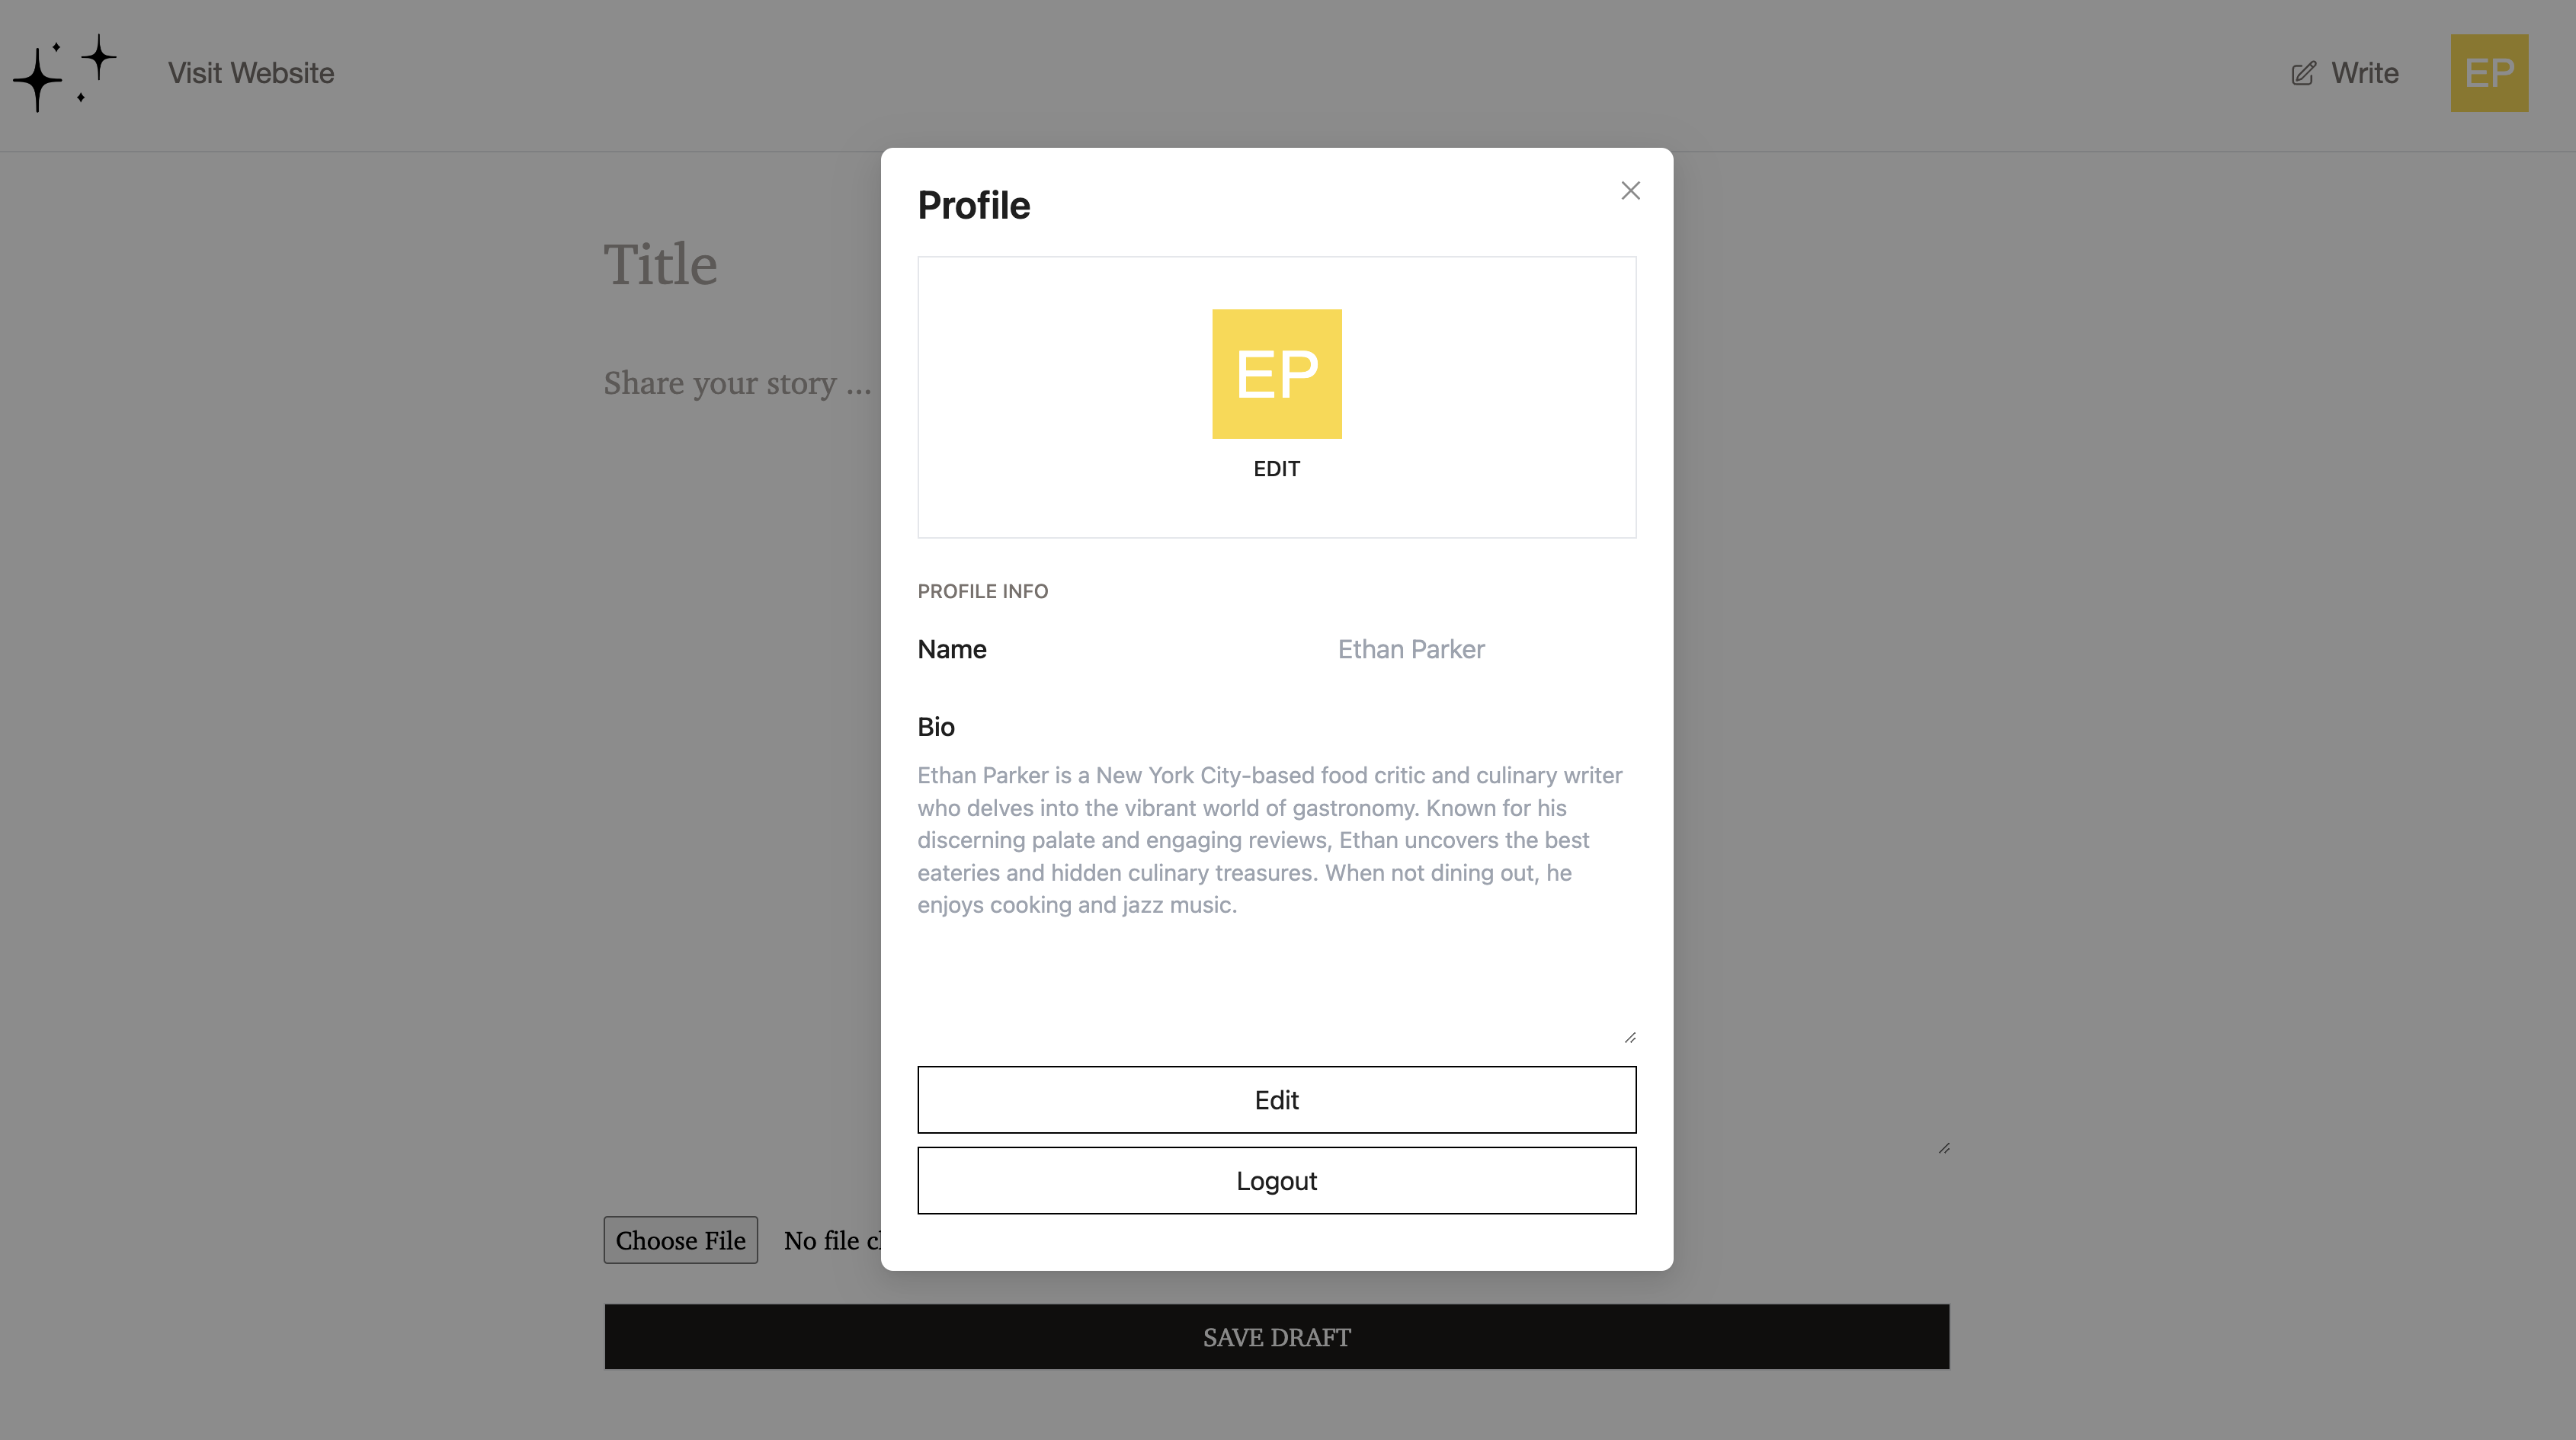 Visit Website
Write
EP
Title
Share your story ...
Profile
EP
EDIT
PROFILE INFO
Name
Ethan Parker
Bio
Ethan Parker is a New York City-based food critic and culinary writer
who delves into the vibrant world of gastronomy. Known for his
discerning palate and engaging reviews, Ethan uncovers the best
eateries and hidden culinary treasures. When not dining out, he
enjoys cooking and jazz music.
Edit
Logout
Choose File
No file
SAVE DRAFT